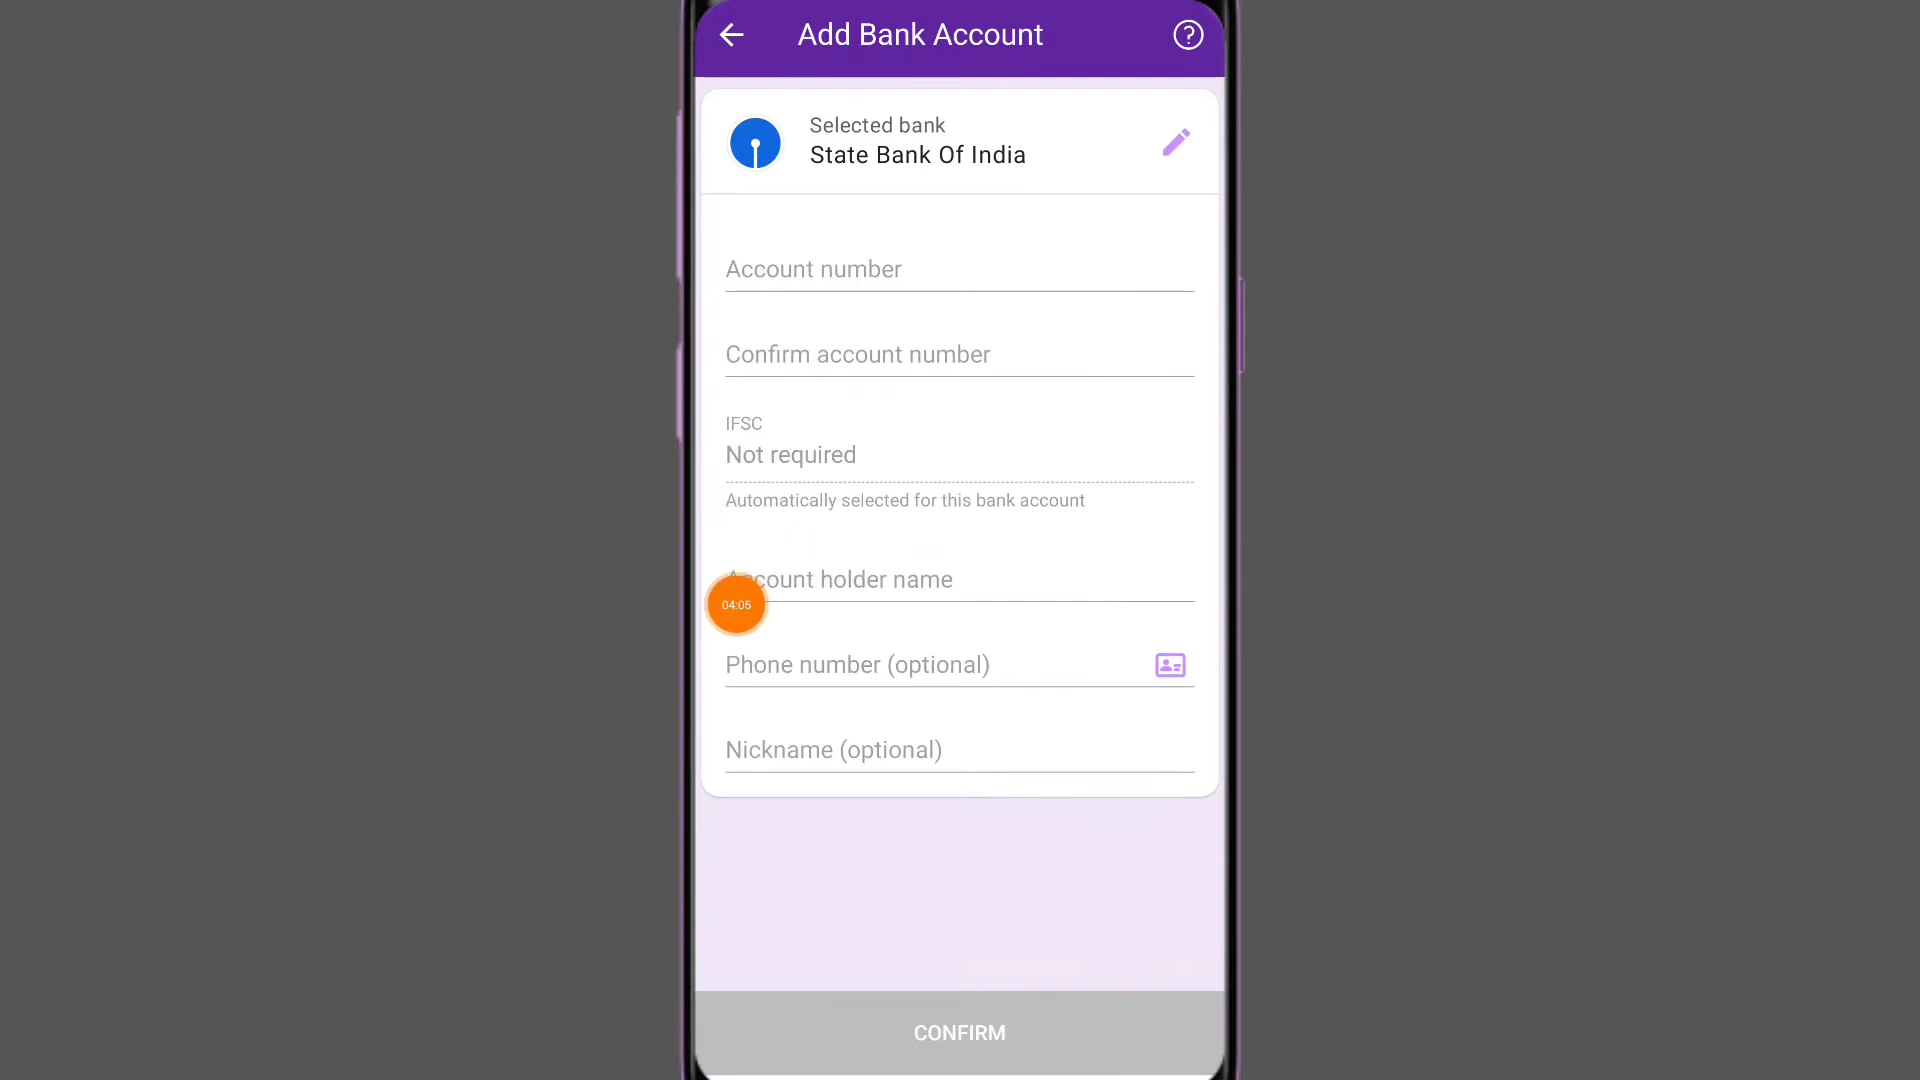 Add Bank Account
Selected bank
State Bank Of India
Account number
Confirm account number
IFSC
Not required
Automatically selected for this bank account
Account holder name
04:05
Phone number (optional)
Nickname (optional)
CONFIRM